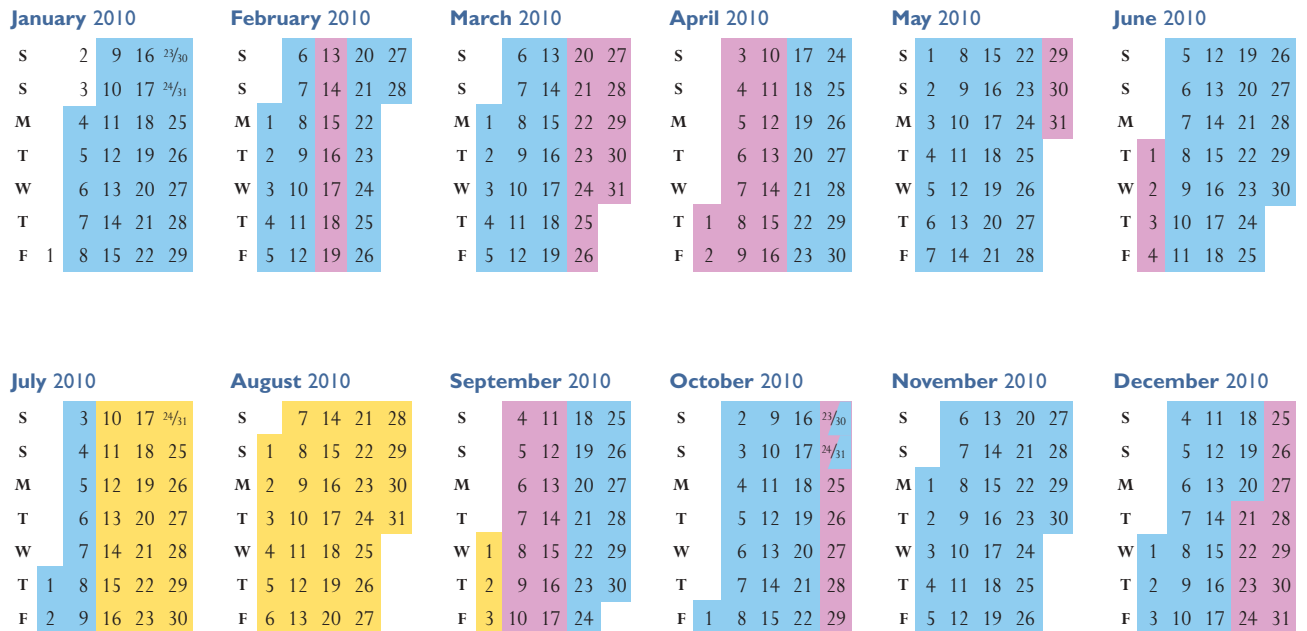 January 2010
S 2 9 16 23/30
S 3 10 17 24/31
M 4 11 18 25
T 5 12 19 26
W 6 13 20 27
T 7 14 21 28
F 1 8 15 22 29
February 2010
S 6 13 20 27
S 7 14 21 28
M 1 8 15 22
T 2 9 16 23
W 3 10 17 24
T 4 11 18 25
F 5 12 19 26
March 2010
S 6 13 20 27
S 7 14 21 28
M 1 8 15 22 29
T 2 9 16 23 30
W 3 10 17 24 31
T 4 11 18 25
F 5 12 19 26
April 2010
S 3 10 17 24
S 4 11 18 25
M 5 12 19 26
T 6 13 20 27
W 7 14 21 28
T 1 8 15 22 29
F 2 9 16 23 30
May 2010
S 1 8 15 22 29
S 2 9 16 23 30
M 3 10 17 24 31
T 4 11 18 25
W 5 12 19 26
T 6 13 20 27
F 7 14 21 28
June 2010
S 5 12 19 26
S 6 13 20 27
M 7 14 21 28
T 1 8 15 22 29
W 2 9 16 23 30
T 3 10 17 24
F 4 11 18 25
July 2010
S 3 10 17 24/31
S 4 11 18 25
M 5 12 19 26
T 6 13 20 27
W 7 14 21 28
T 1 8 15 22 29
F 2 9 16 23 30
August 2010
S 7 14 21 28
S 1 8 15 22 29
M 2 9 16 23 30
T 3 10 17 24 31
W 4 11 18 25
T 5 12 19 26
F 6 13 20 27
September 2010
S 4 11 18 25
S 5 12 19 26
M 6 13 20 27
T 7 14 21 28
W 1 8 15 22 29
T 2 9 16 23 30
F 3 10 17 24
October 2010
S 2 9 16 23/30
S 3 10 17 24/31
M 4 11 18 25
T 5 12 19 26
W 6 13 20 27
T 7 14 21 28
F 1 8 15 22 29
November 2010
S 6 13 20 27
S 7 14 21 28
M 1 8 15 22 29
T 2 9 16 23 30
W 3 10 17 24
T 4 11 18 25
F 5 12 19 26
December 2010
S 4 11 18 25
S 5 12 19 26
M 6 13 20 27
T 7 14 21 28
W 1 8 15 22 29
T 2 9 16 23 30
F 3 10 17 24 31